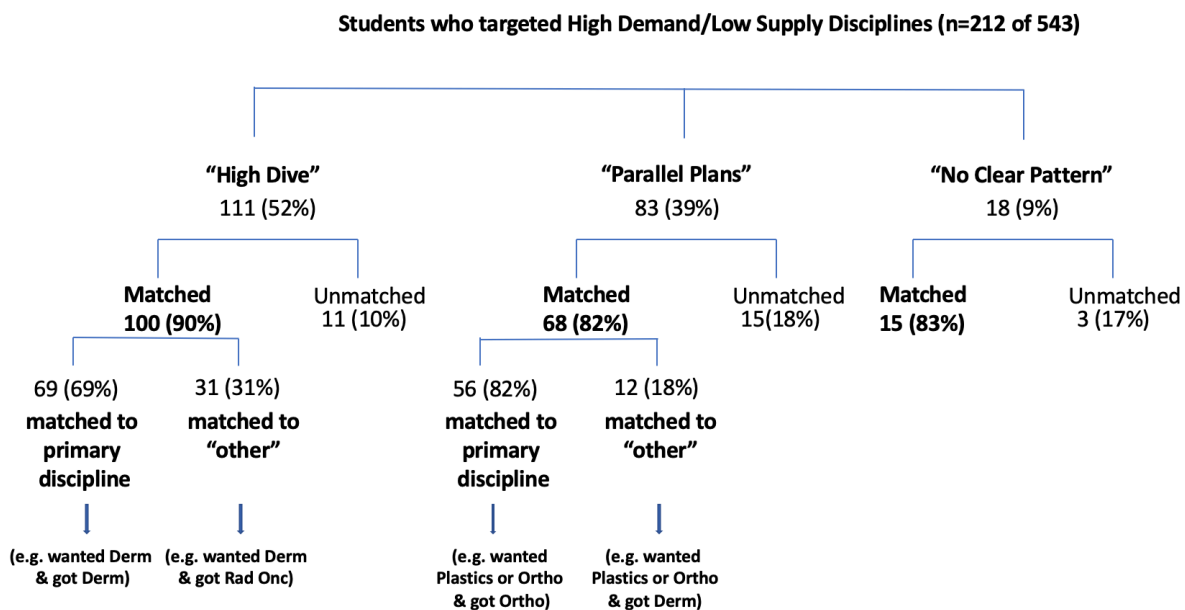 Students who targeted High Demand/Low Supply Disciplines (n=212 of 543)
“High Dive”
111 (52%)
“Parallel Plans”
83 (39%)
“No Clear Pattern”
18 (9%)
Matched
100 (90%)
Unmatched
11 (10%)
Matched
68 (82%)
Unmatched
15(18%)
Matched
15 (83%)
Unmatched
3 (17%)
69 (69%)
matched to
primary
discipline
31 (31%)
matched to
“other”
56 (82%)
matched to
primary
discipline
12 (18%)
matched to
“other”
(e.g. wanted Derm
& got Derm)
(e.g. wanted Derm
& got Rad Onc)
(e.g. wanted
Plastics or Ortho
& got Ortho)
(e.g. wanted
Plastics or Ortho
& got Derm)